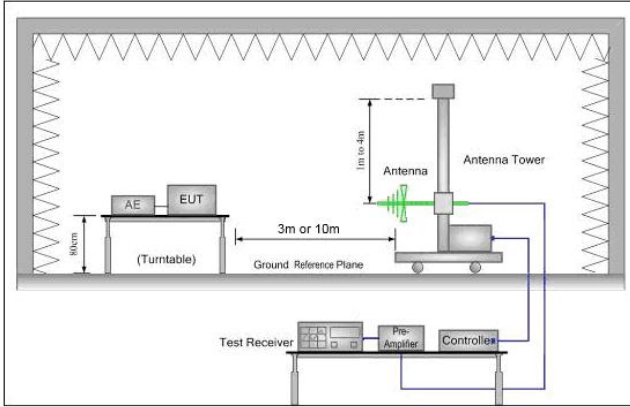 1m to 4m
Antenna
Antenna Tower
AE
EUT
80cm
(Turntable)
3m or 10m
Ground Reference Plane
Test Receiver
Pre-
Amplifier
Controller